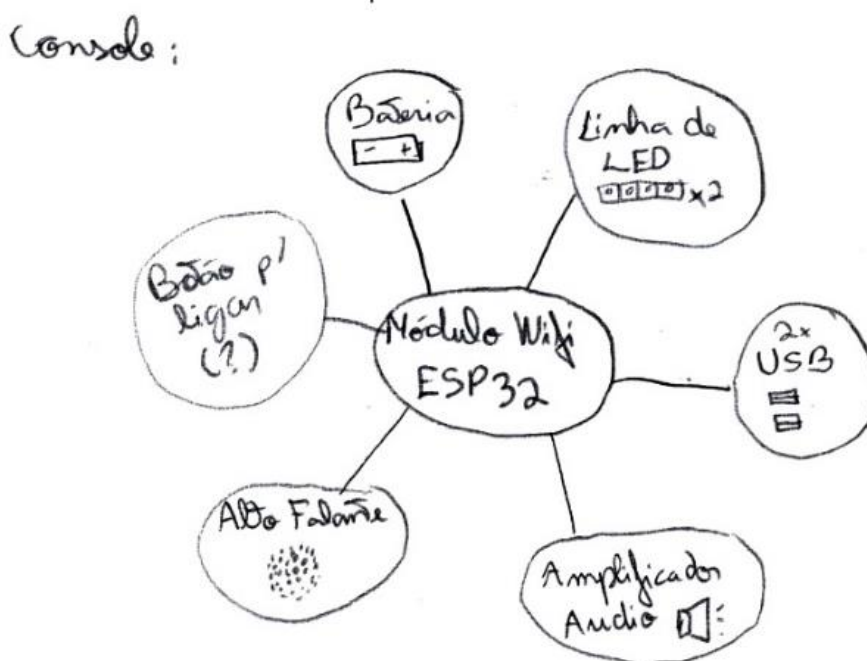 Console:
Bateria
- +
Linha de
LED
x2
Botão p'
ligar
(?)
Módulo Wifi
ESP32
2x
USB
Alto Falante
Amplificador
Audio